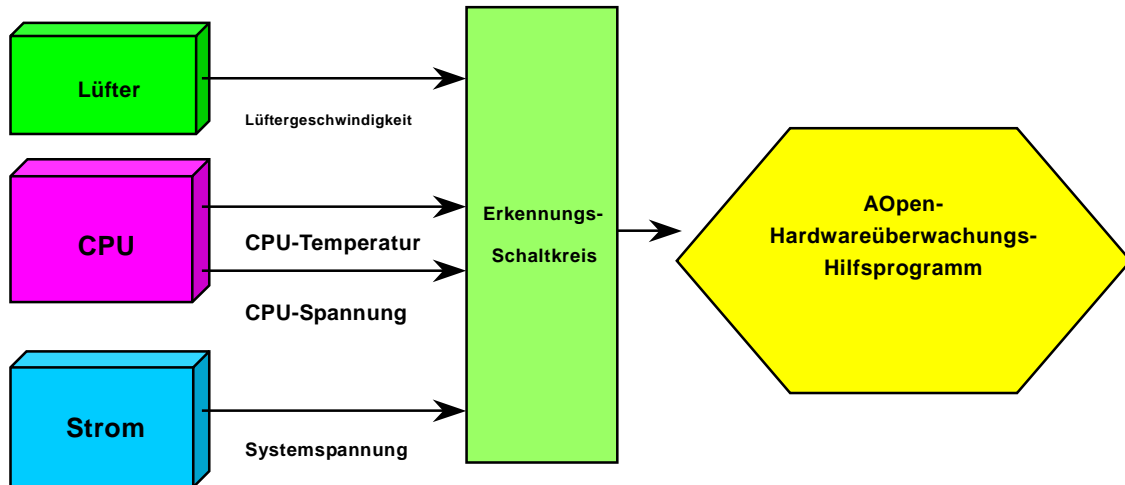 Lüfter
Lüftergeschwindigkeit
CPU
CPU-Temperatur
CPU-Spannung
Strom
Systemspannung
Erkennungs-
Schaltkreis
AOpen-
Hardwareüberwachungs-
Hilfsprogramm